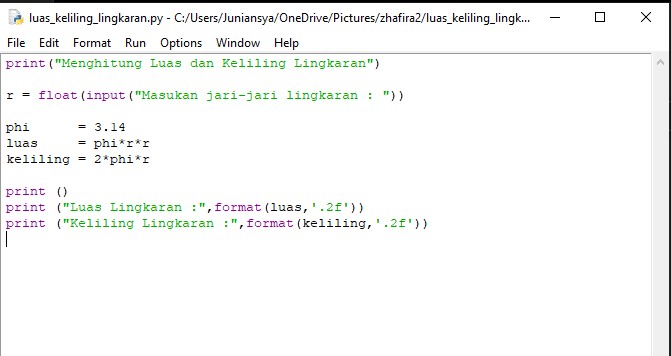 luas_keliling_lingkaran.py - C:/Users/Juniansya/OneDrive/Pictures/zhafira2/luas_keliling_lingk...
File Edit Format Run Options Window Help
print("Menghitung Luas dan Keliling Lingkaran")
r = float(input("Masukan jari-jari lingkaran : "))
phi      = 3.14
luas     = phi*r*r
keliling = 2*phi*r
print ()
print ("Luas Lingkaran :",format(luas,'.2f'))
print ("Keliling Lingkaran :",format(keliling,'.2f'))